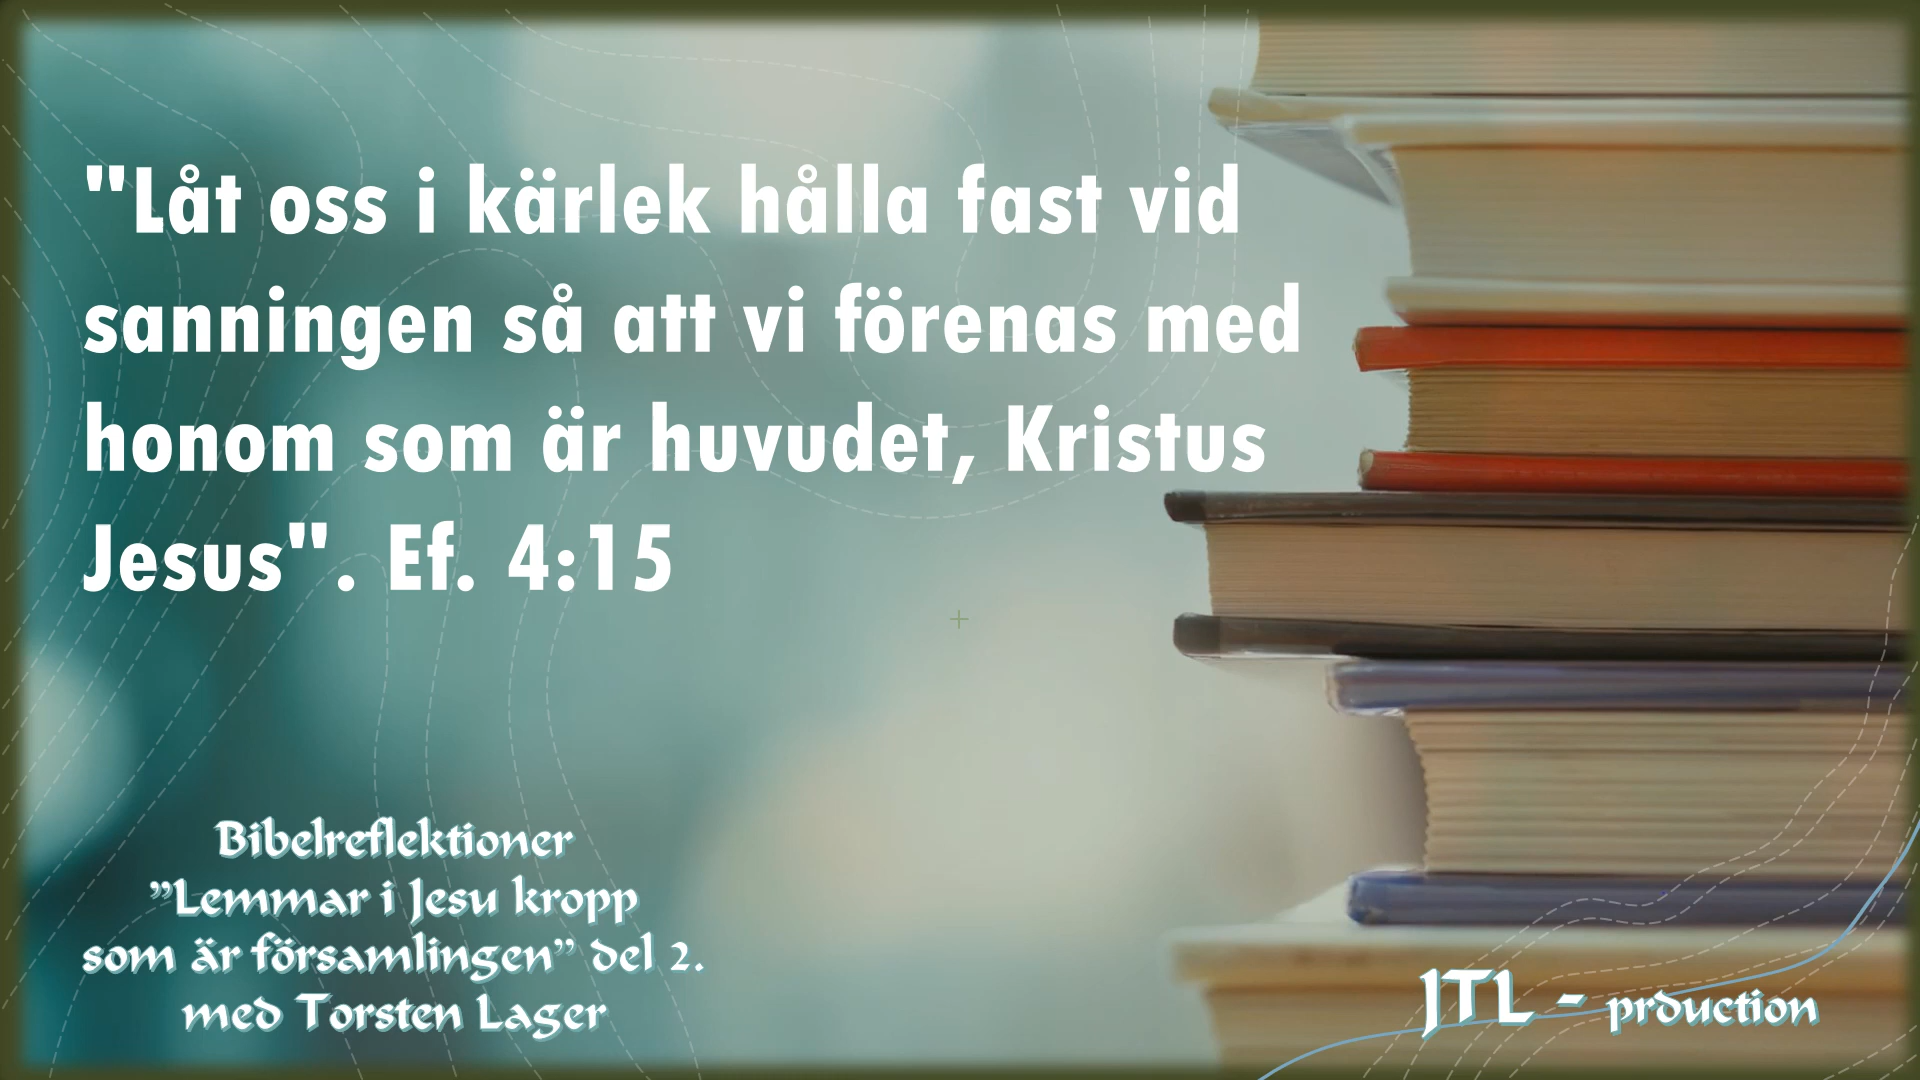 "Låt oss i kärlek hålla fast vid
sanningen så att vi förenas med
honom som är huvudet, Kristus
Jesus". Ef. 4:15
Bibelreflektioner
”Lemmar i Jesu kropp
som är församlingen” del 2.
med Torsten Lager
JTL - prduction